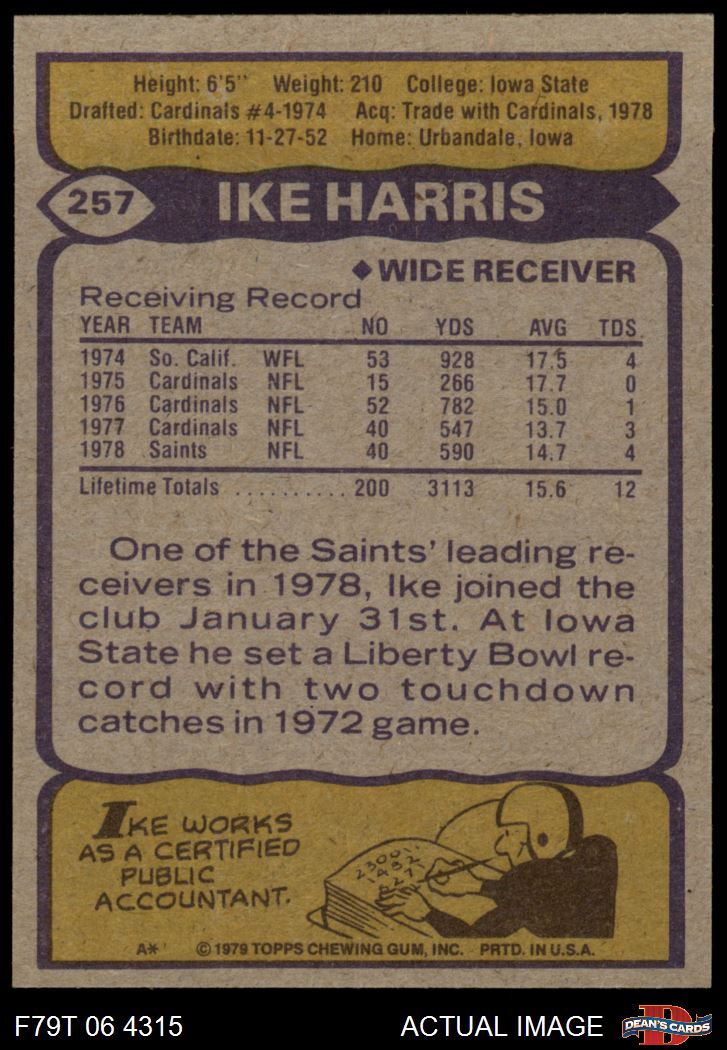 Height: 6'5" Weight: 210 College: Iowa State
Drafted: Cardinals #4-1974 Acq: Trade with Cardinals, 1978
Birthdate: 11-27-52 Home: Urbandale, Iowa
257 IKE HARRIS
◆ WIDE RECEIVER
Receiving Record
YEAR TEAM NO YDS AVG TDS
1974 So. Calif. WFL 53 928 17.5 4
1975 Cardinals NFL 15 266 17.7 0
1976 Cardinals NFL 52 782 15.0 1
1977 Cardinals NFL 40 547 13.7 3
1978 Saints NFL 40 590 14.7 4
Lifetime Totals .......... 200 3113 15.6 12
One of the Saints' leading re-
ceivers in 1978, Ike joined the
club January 31st. At Iowa
State he set a Liberty Bowl re-
cord with two touchdown
catches in 1972 game.
IKE WORKS
AS A CERTIFIED
PUBLIC
ACCOUNTANT.
A* © 1979 TOPPS CHEWING GUM, INC. PRTD. IN U.S.A.
F79T 06 4315 ACTUAL IMAGE DEAN'S CARDS